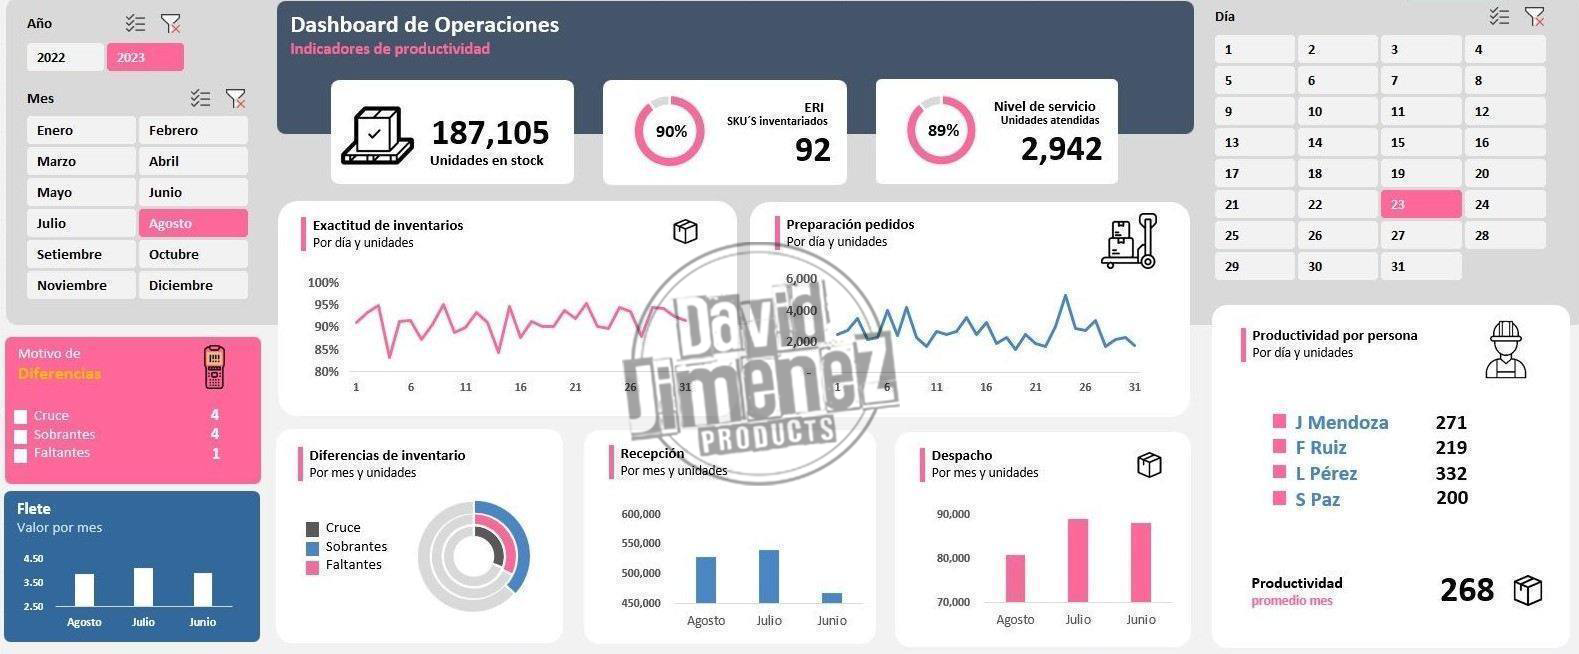 Año
2022
2023
Mes
Enero
Febrero
Marzo
Abril
Mayo
Junio
Julio
Agosto
Setiembre
Octubre
Noviembre
Diciembre
Motivo de
Diferencias
Cruce 4
Sobrantes 4
Faltantes 1
Flete
Valor por mes
4.50
3.50
2.50
Agosto Julio Junio
Dashboard de Operaciones
Indicadores de productividad
187,105
Unidades en stock
90%
ERI
SKU´S inventariados
92
89%
Nivel de servicio
Unidades atendidas
2,942
Exactitud de inventarios
Por día y unidades
100%
95%
90%
85%
80%
1 6 11 16 21 26 31
Preparación pedidos
Por día y unidades
6,000
4,000
2,000
-
1 6 11 16 21 26 31
David
Jimenez
PRODUCTS
Diferencias de inventario
Por mes y unidades
Cruce
Sobrantes
Faltantes
Recepción
Por mes y unidades
600,000
550,000
500,000
450,000
Agosto Julio Junio
Despacho
Por mes y unidades
90,000
80,000
70,000
Agosto Julio Junio
Día
1 2 3 4
5 6 7 8
9 10 11 12
13 14 15 16
17 18 19 20
21 22 23 24
25 26 27 28
29 30 31
Productividad por persona
Por día y unidades
J Mendoza 271
F Ruiz 219
L Pérez 332
S Paz 200
Productividad
promedio mes
268